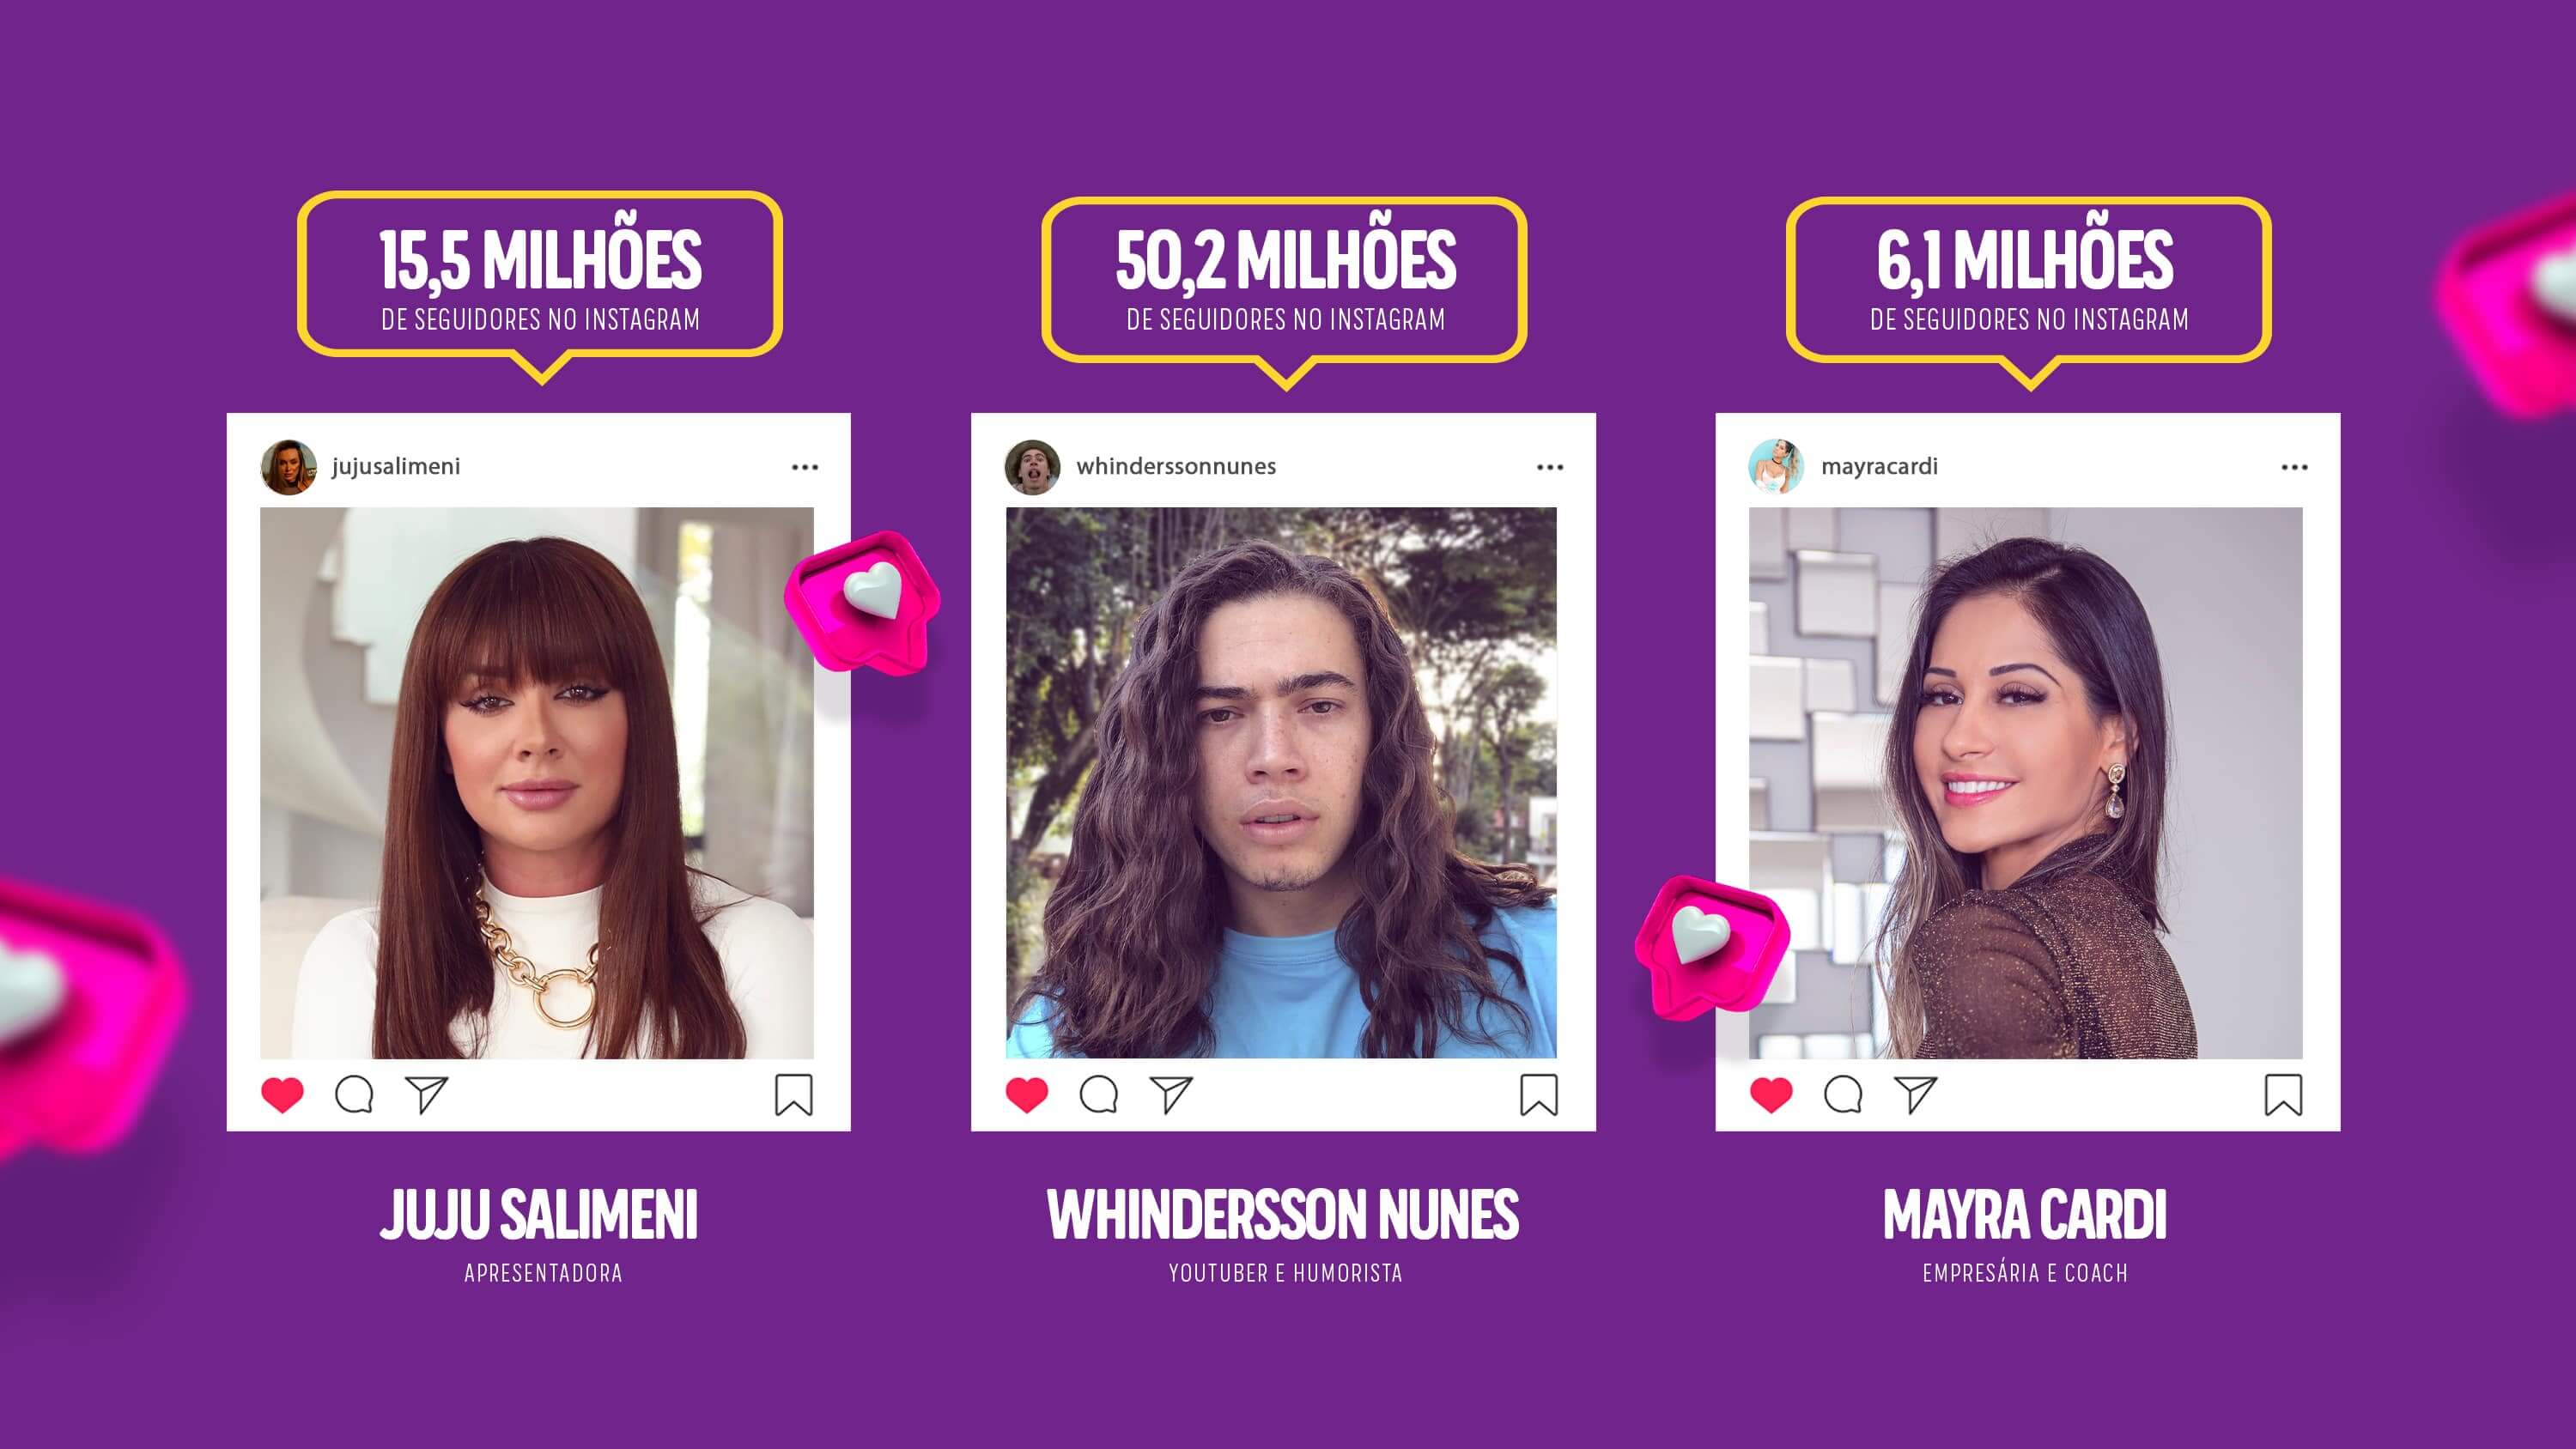 15,5 MILHÕES
DE SEGUIDORES NO INSTAGRAM
jujusalimeni
JUJU SALIMENI
APRESENTADORA
50,2 MILHÕES
DE SEGUIDORES NO INSTAGRAM
whinderssonnunes
WHINDERSSON NUNES
YOUTUBER E HUMORISTA
6,1 MILHÕES
DE SEGUIDORES NO INSTAGRAM
mayracardi
MAYRA CARDI
EMPRESÁRIA E COACH